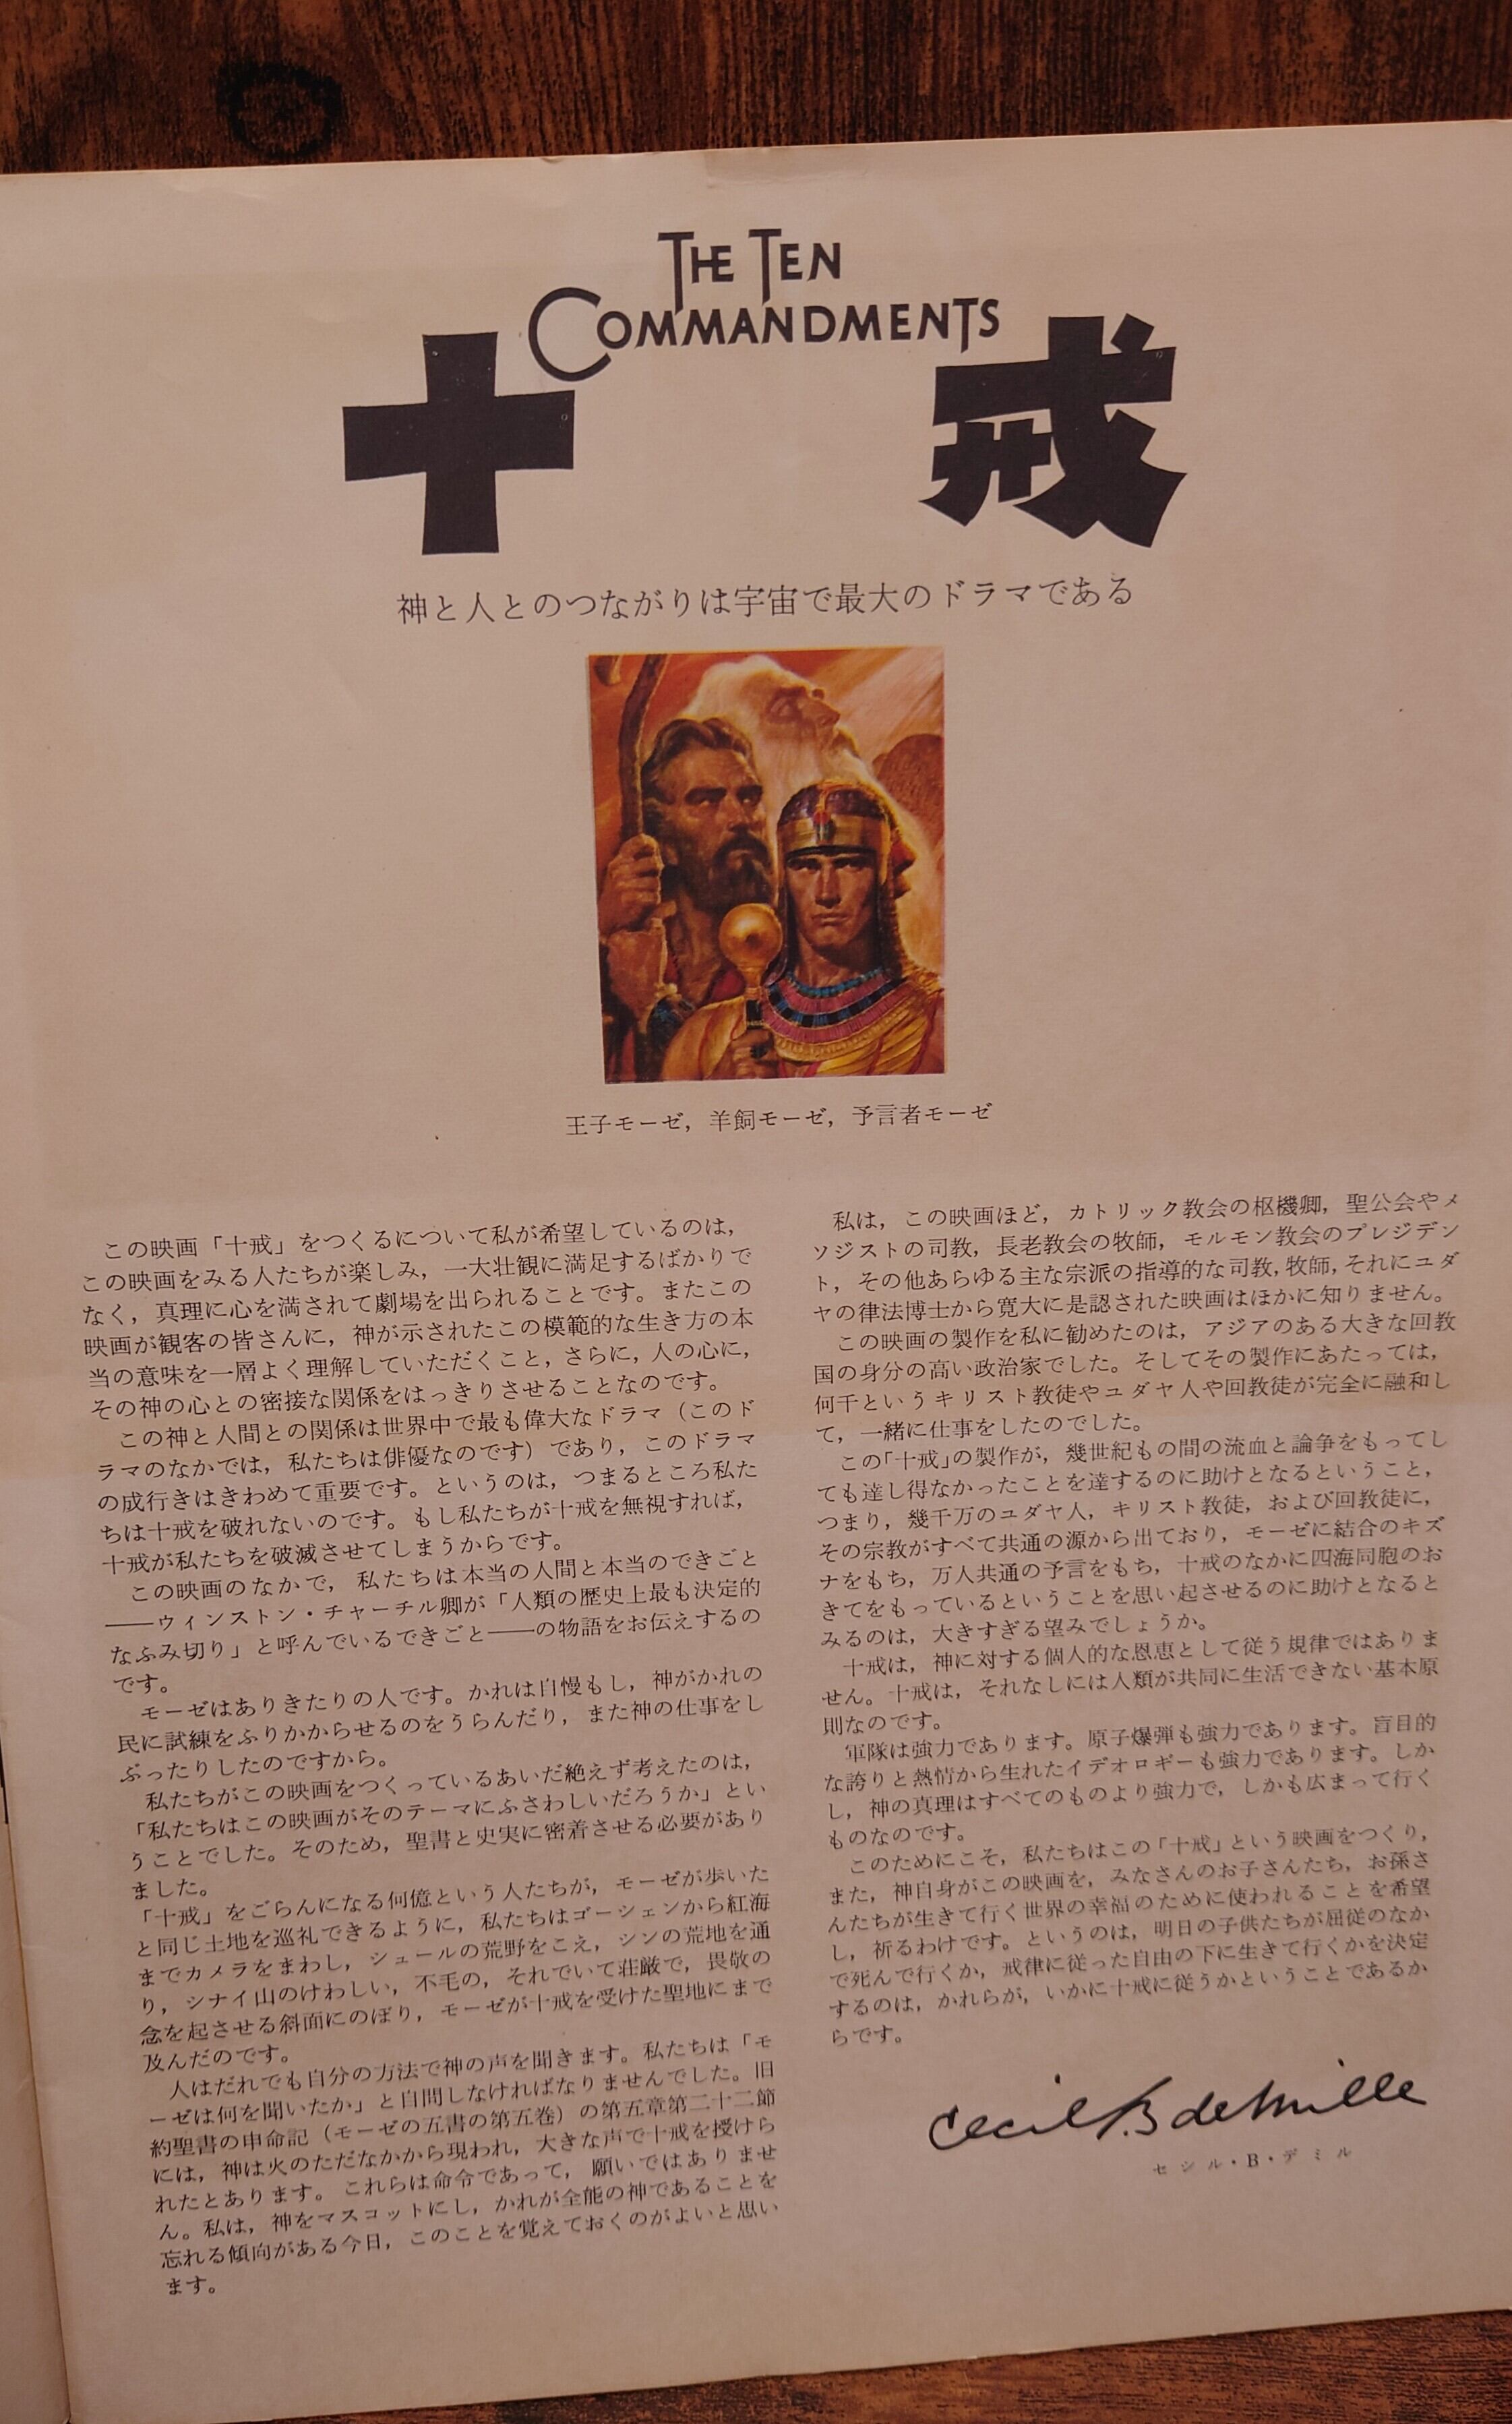 THE TEN
COMMANDMENTS
十戒
神と人とのつながりは宇宙で最大のドラマである
王子モーゼ，羊飼モーゼ，予言者モーゼ
この映画「十戒」をつくるについて私が希望しているのは，
この映画をみる人たちが楽しみ，一大壮観に満足するばかりで
なく，真理に心を満されて劇場を出られることです。またこの
映画が観客の皆さんに，神が示されたこの模範的な生き方の本
当の意味を一層よく理解していただくこと，さらに，人の心に，
その神の心との密接な関係をはっきりさせることなのです。
この神と人間との関係は世界中で最も偉大なドラマ（このド
ラマのなかでは，私たちは俳優なのです）であり，このドラマ
の成行きはきわめて重要です。というのは，つまるところ私た
ちは十戒を破れないのです。もし私たちが十戒を無視すれば，
十戒が私たちを破滅させてしまうからです。
この映画のなかで，私たちは本当の人間と本当のできごと
――ウィンストン・チャーチル卿が「人類の歴史上最も決定的
なふみ切り」と呼んでいるできごと――の物語をお伝えするの
です。
モーゼはありきたりの人です。かれは自慢もし，神がかれの
民に試練をふりかからせるのをうらんだり，また神の仕事をし
ぶったりしたのですから。
私たちがこの映画をつくっているあいだ絶えず考えたのは，
「私たちはこの映画がそのテーマにふさわしいだろうか」とい
うことでした。そのため，聖書と史実に密着させる必要があり
ました。
「十戒」をごらんになる何億という人たちが，モーゼが歩いた
と同じ土地を巡礼できるように，私たちはゴーシェンから紅海
までカメラをまわし，シュールの荒野をこえ，シンの荒地を通
り，シナイ山のけわしい，不毛の，それでいて荘厳で，畏敬の
念を起させる斜面にのぼり，モーゼが十戒を受けた聖地にまで
及んだのです。
人はだれでも自分の方法で神の声を聞きます。私たちは「モ
ーゼは何を聞いたか」と自問しなければなりませんでした。旧
約聖書の申命記（モーゼの五書の第五巻）の第五章第二十二節
には，神は火のただなかから現われ，大きな声で十戒を授けら
れたとあります。これらは命令であって，願いではありませ
ん。私は，神をマスコットにし，かれが全能の神であることを
忘れる傾向がある今日，このことを覚えておくのがよいと思い
ます。
私は，この映画ほど，カトリック教会の枢機卿，聖公会やメ
ソジストの司教，長老教会の牧師，モルモン教会のプレジデン
ト，その他あらゆる主な宗派の指導的な司教，牧師，それにユダ
ヤの律法博士から寛大に是認された映画はほかに知りません。
この映画の製作を私に勧めたのは，アジアのある大きな回教
国の身分の高い政治家でした。そしてその製作にあたっては，
何千というキリスト教徒やユダヤ人や回教徒が完全に融和し
て，一緒に仕事をしたのでした。
この「十戒」の製作が，幾世紀もの間の流血と論争をもってし
ても達し得なかったことを達するのに助けとなるということ，
つまり，幾千万のユダヤ人，キリスト教徒，および回教徒に，
その宗教がすべて共通の源から出ており，モーゼに結合のキズ
ナをもち，万人共通の予言をもち，十戒のなかに四海同胞のお
きてをもっているということを思い起させるのに助けとなると
みるのは，大きすぎる望みでしょうか。
十戒は，神に対する個人的な恩恵として従う規律ではありま
せん。十戒は，それなしには人類が共同に生活できない基本原
則なのです。
軍隊は強力であります。原子爆弾も強力であります。盲目的
な誇りと熱情から生れたイデオロギーも強力であります。しか
し，神の真理はすべてのものより強力で，しかも広まって行く
ものなのです。
このためにこそ，私たちはこの「十戒」という映画をつくり，
また，神自身がこの映画を，みなさんのお子さんたち，お孫さ
んたちが生きて行く世界の幸福のために使われることを希望
し，祈るわけです。というのは，明日の子供たちが屈従のなか
で死んで行くか，戒律に従った自由の下に生きて行くかを決定
するのは，かれらが，いかに十戒に従うかということであるか
らです。
Cecil B deMille
セシル・B・デミル